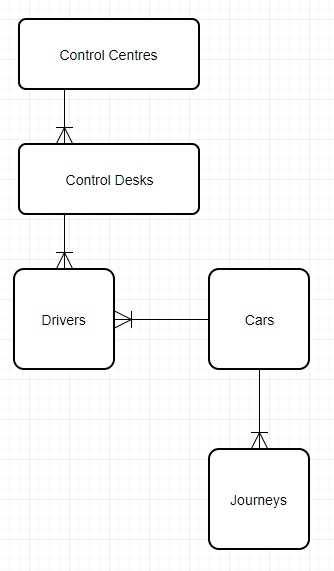 Control Centres
Control Desks
Drivers
Cars
Journeys